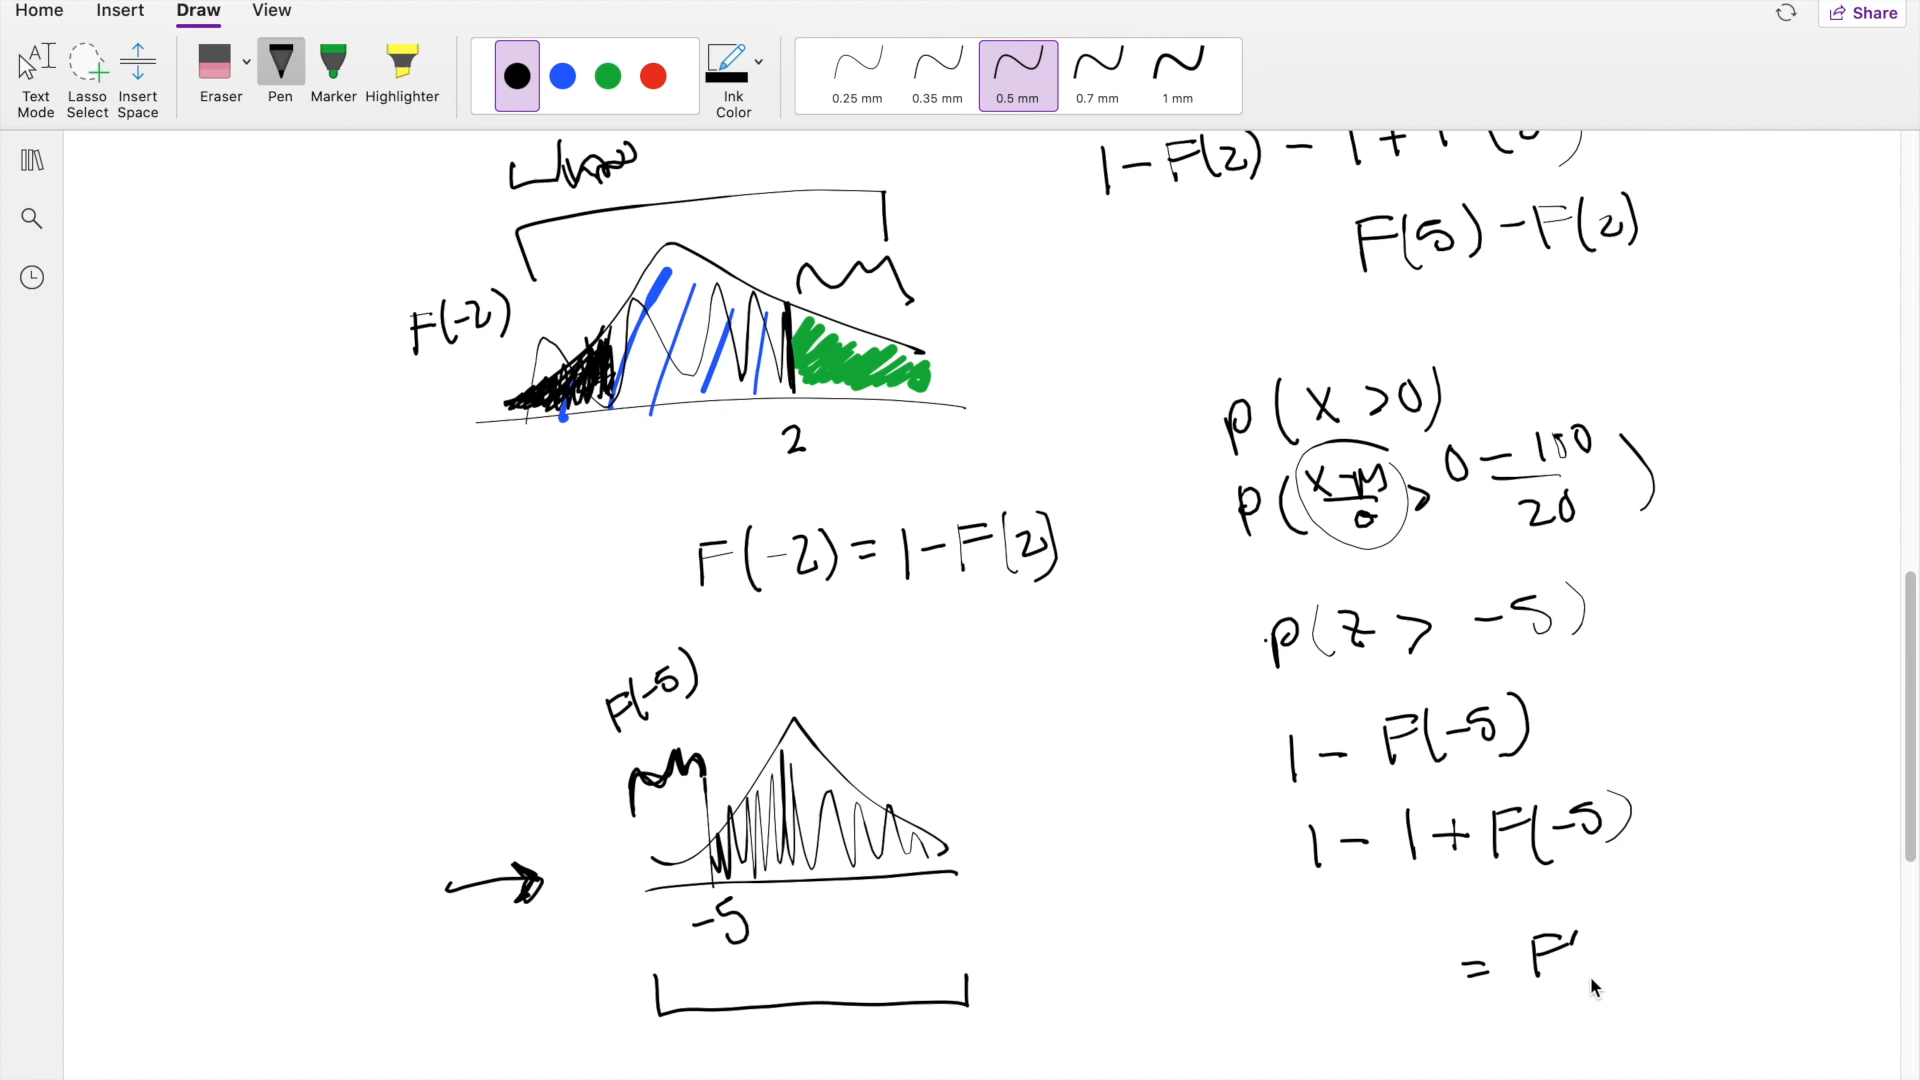 Home Insert Draw View Share
Text Mode
Lasso Select
Insert Space
Eraser
Pen
Marker
Highlighter
Ink Color
0.25 mm
0.35 mm
0.5 mm
0.7 mm
1 mm
1 - F(2) - 1 +
F(5) - F(2)
F(-2)
2
F(-2) = 1 - F(2)
F(-5)
-5
P(X > 0)
P(X-μ/σ > 0-100/20)
P(Z > -5)
1 - F(-5)
1 - 1 + F(-5)
= F